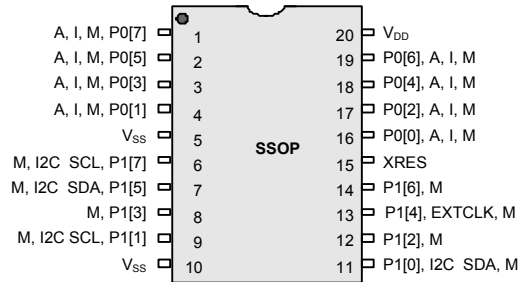 A, I, M, P0[7] 1 20 VDD
A, I, M, P0[5] 2 19 P0[6], A, I, M
A, I, M, P0[3] 3 18 P0[4], A, I, M
A, I, M, P0[1] 4 17 P0[2], A, I, M
VSS 5 16 P0[0], A, I, M
SSOP
M, I2C SCL, P1[7] 6 15 XRES
M, I2C SDA, P1[5] 7 14 P1[6], M
M, P1[3] 8 13 P1[4], EXTCLK, M
M, I2C SCL, P1[1] 9 12 P1[2], M
VSS 10 11 P1[0], I2C SDA, M